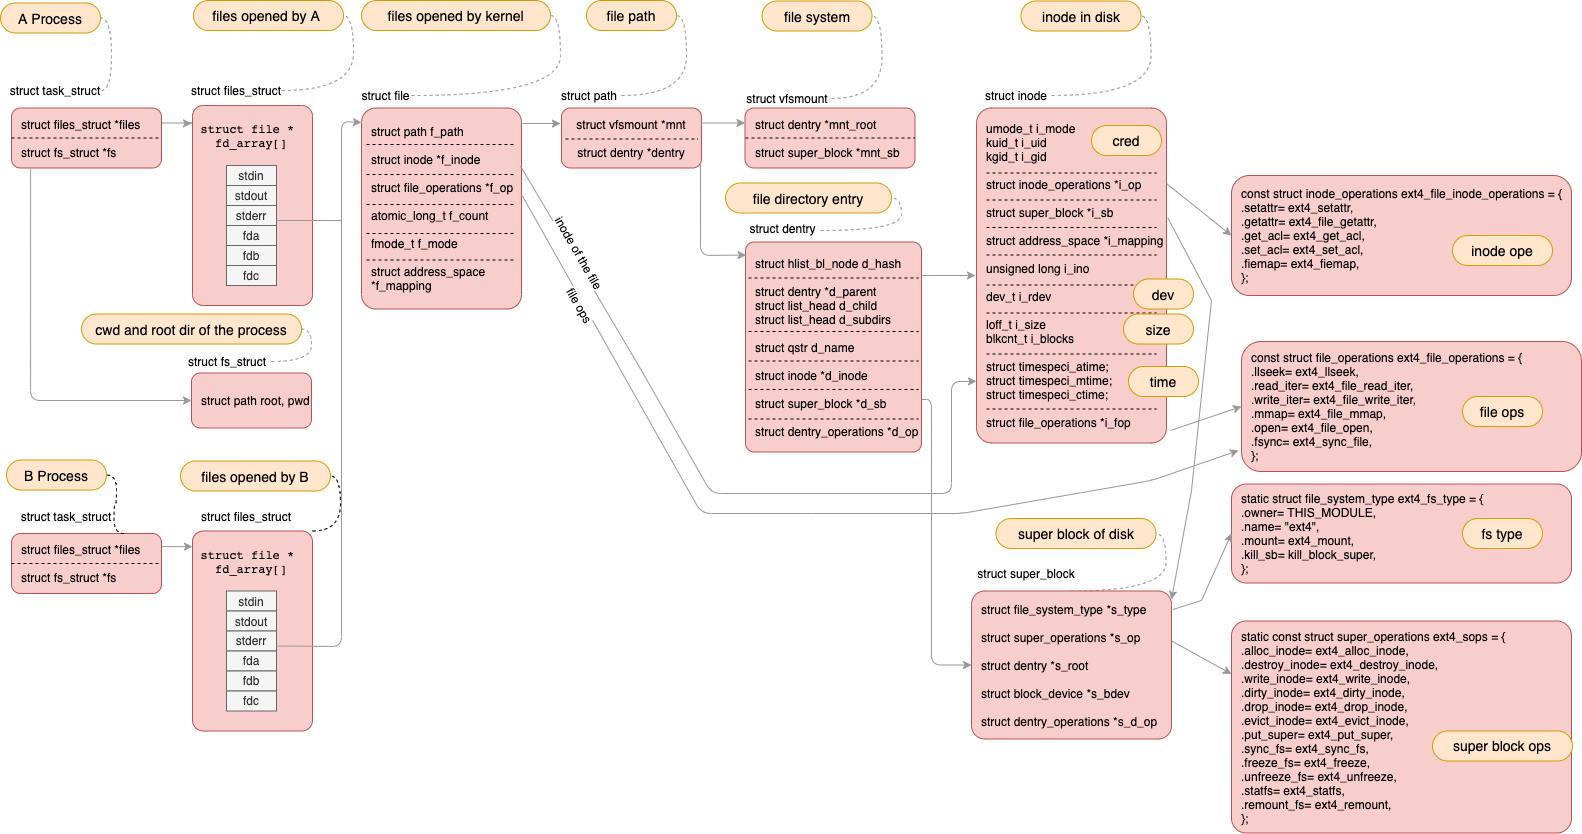 A Process
files opened by A
files opened by kernel
file path
file system
inode in disk
struct task_struct
struct files_struct *files
struct fs_struct *fs
struct files_struct
struct file *
fd_array[]
stdin
stdout
stderr
fda
fdb
fdc
struct file
struct path f_path
struct inode *f_inode
struct file_operations *f_op
atomic_long_t f_count
fmode_t f_mode
struct address_space
*f_mapping
inode of the file
file ops
struct path
struct vfsmount *mnt
struct dentry *dentry
struct vfsmount
struct dentry *mnt_root
struct super_block *mnt_sb
file directory entry
struct dentry
struct hlist_bl_node d_hash
struct dentry *d_parent
struct list_head d_child
struct list_head d_subdirs
struct qstr d_name
struct inode *d_inode
struct super_block *d_sb
struct dentry_operations *d_op
struct inode
umode_t i_mode
kuid_t i_uid
kgid_t i_gid
cred
struct inode_operations *i_op
struct super_block *i_sb
struct address_space *i_mapping
unsigned long i_ino
dev_t i_rdev
dev
loff_t i_size
blkcnt_t i_blocks
size
struct timespeci_atime;
struct timespeci_mtime;
struct timespeci_ctime;
time
struct file_operations *i_fop
const struct inode_operations ext4_file_inode_operations = {
.setattr= ext4_setattr,
.getattr= ext4_file_getattr,
.get_acl= ext4_get_acl,
.set_acl= ext4_set_acl,
.fiemap= ext4_fiemap,
};
inode ope
const struct file_operations ext4_file_operations = {
.llseek= ext4_llseek,
.read_iter= ext4_file_read_iter,
.write_iter= ext4_file_write_iter,
.mmap= ext4_file_mmap,
.open= ext4_file_open,
.fsync= ext4_sync_file,
};
file ops
cwd and root dir of the process
struct fs_struct
struct path root, pwd
B Process
files opened by B
struct task_struct
struct files_struct *files
struct fs_struct *fs
struct files_struct
struct file *
fd_array[]
stdin
stdout
stderr
fda
fdb
fdc
super block of disk
struct super_block
struct file_system_type *s_type
struct super_operations *s_op
struct dentry *s_root
struct block_device *s_bdev
struct dentry_operations *s_d_op
static struct file_system_type ext4_fs_type = {
.owner= THIS_MODULE,
.name= "ext4",
.mount= ext4_mount,
.kill_sb= kill_block_super,
};
fs type
static const struct super_operations ext4_sops = {
.alloc_inode= ext4_alloc_inode,
.destroy_inode= ext4_destroy_inode,
.write_inode= ext4_write_inode,
.dirty_inode= ext4_dirty_inode,
.drop_inode= ext4_drop_inode,
.evict_inode= ext4_evict_inode,
.put_super= ext4_put_super,
.sync_fs= ext4_sync_fs,
.freeze_fs= ext4_freeze,
.unfreeze_fs= ext4_unfreeze,
.statfs= ext4_statfs,
.remount_fs= ext4_remount,
};
super block ops